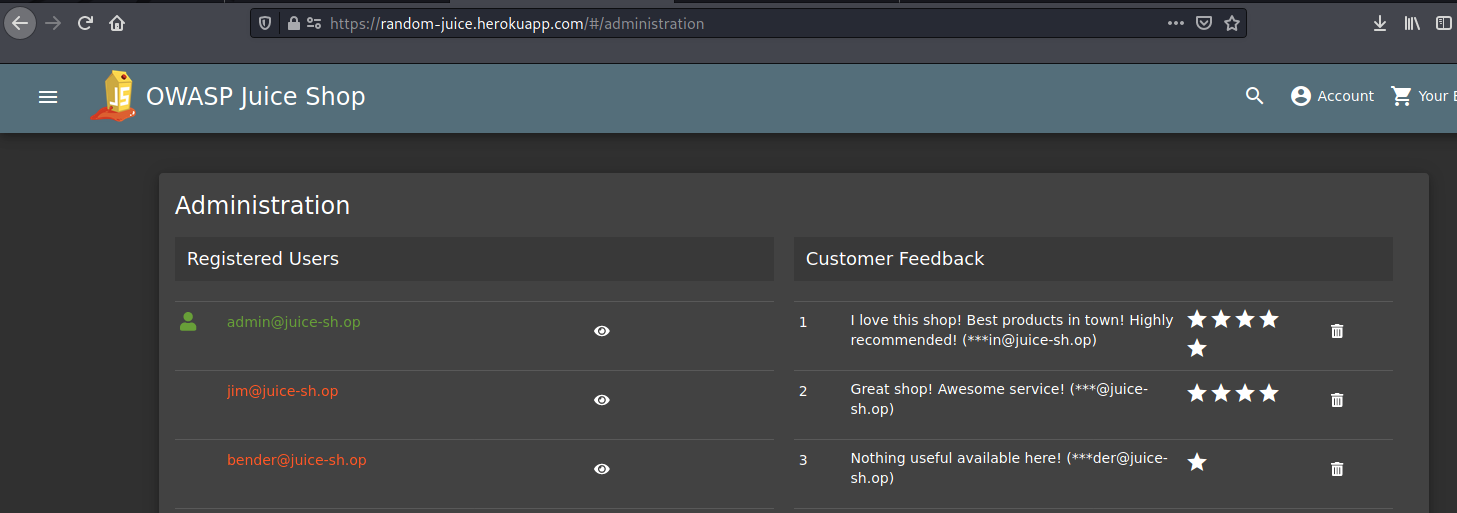 https://random-juice.herokuapp.com/#/administration
JS
OWASP Juice Shop
Account
Your
Administration
Registered Users
Customer Feedback
admin@juice-sh.op
1
I love this shop! Best products in town! Highly
recommended! (***in@juice-sh.op)
jim@juice-sh.op
2
Great shop! Awesome service! (***@juice-
sh.op)
bender@juice-sh.op
3
Nothing useful available here! (***der@juice-
sh.op)